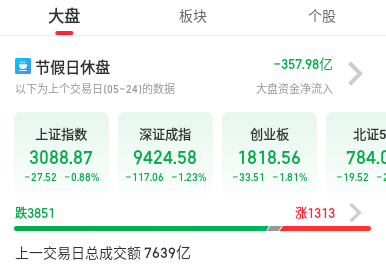 大盘 板块 个股
节假日休盘 -357.98亿
以下为上个交易日(05-24)的数据 大盘资金净流入
上证指数 深证成指 创业板 北证5
3088.87 9424.58 1818.56 784.0
-27.52 -0.88% -117.06 -1.23% -33.51 -1.81% -19.52 -2
跌3851 涨1313
上一交易日总成交额 7639亿